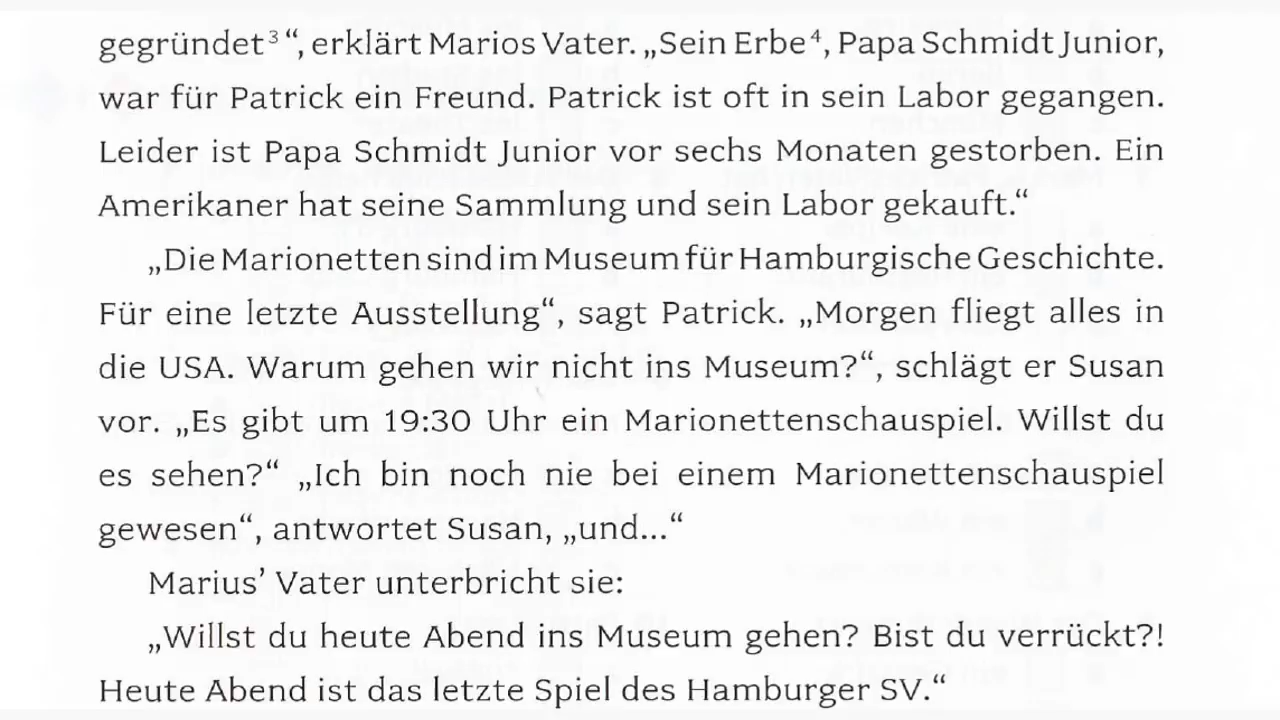 gegründet³“, erklärt Marios Vater. „Sein Erbe⁴, Papa Schmidt Junior,
war für Patrick ein Freund. Patrick ist oft in sein Labor gegangen.
Leider ist Papa Schmidt Junior vor sechs Monaten gestorben. Ein
Amerikaner hat seine Sammlung und sein Labor gekauft.“
„Die Marionetten sind im Museum für Hamburgische Geschichte.
Für eine letzte Ausstellung“, sagt Patrick. „Morgen fliegt alles in
die USA. Warum gehen wir nicht ins Museum?“, schlägt er Susan
vor. „Es gibt um 19:30 Uhr ein Marionettenschauspiel. Willst du
es sehen?“ „Ich bin noch nie bei einem Marionettenschauspiel
gewesen“, antwortet Susan, „und...“
Marius’ Vater unterbricht sie:
„Willst du heute Abend ins Museum gehen? Bist du verrückt?!
Heute Abend ist das letzte Spiel des Hamburger SV.“